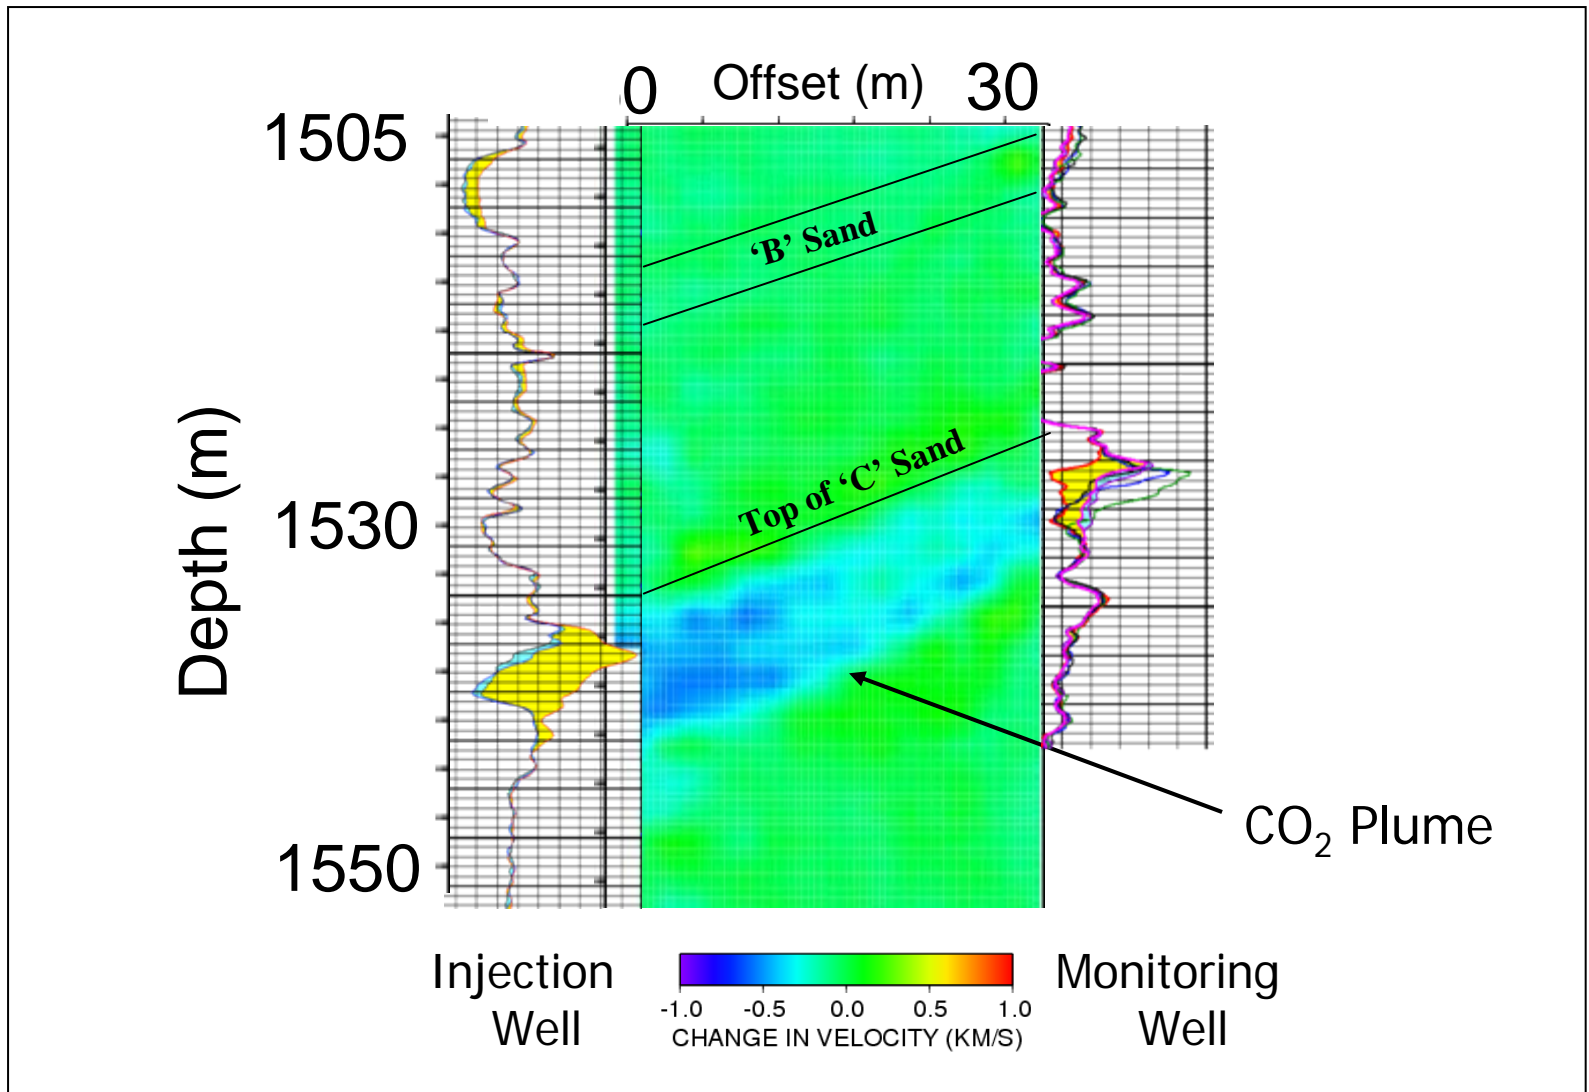 0 Offset (m) 30
1505
‘B’ Sand
Top of ‘C’ Sand
1530
Depth (m)
1550
CO₂ Plume
Injection
Well
-1.0 -0.5 0.0 0.5 1.0
CHANGE IN VELOCITY (KM/S)
Monitoring
Well